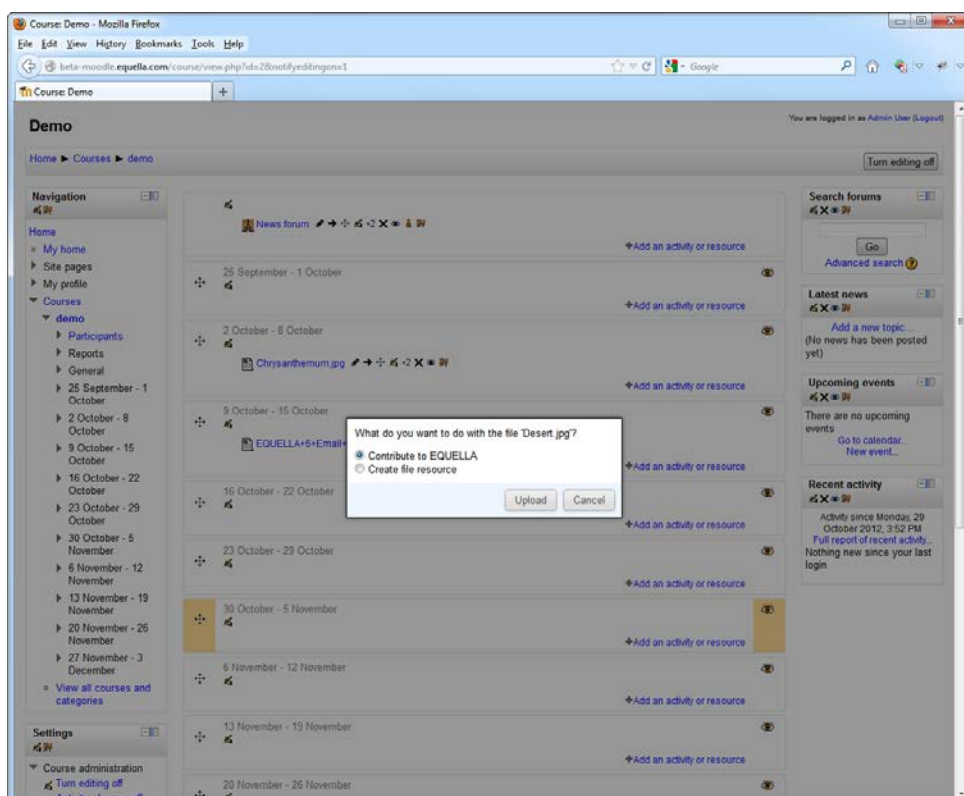 Course: Demo - Mozilla Firefox
File Edit View History Bookmarks Tools Help
beta-moodle.equella.com/course/view.php?id=2&notifyeditingon=1
Google
Course: Demo
Demo
You are logged in as Admin User (Logout)
Home ► Courses ► demo
Turn editing off
Navigation
Home
My home
Site pages
My profile
Courses
demo
Participants
Reports
General
25 September - 1
October
2 October - 8
October
9 October - 15
October
16 October - 22
October
23 October - 29
October
30 October - 5
November
6 November - 12
November
13 November - 19
November
20 November - 26
November
27 November - 3
December
View all courses and
categories
Settings
Course administration
Turn editing off
News forum
Add an activity or resource
25 September - 1 October
Add an activity or resource
2 October - 8 October
Chrysanthemum.jpg
Add an activity or resource
9 October - 15 October
EQUELLA+6+Email+
Add an activity or resource
16 October - 22 October
Add an activity or resource
23 October - 29 October
Add an activity or resource
30 October - 5 November
Add an activity or resource
6 November - 12 November
Add an activity or resource
13 November - 19 November
Add an activity or resource
20 November - 26 November
What do you want to do with the file 'Desert.jpg'?
Contribute to EQUELLA
Create file resource
Upload Cancel
Search forums
Go
Advanced search
Latest news
Add a new topic...
(No news has been posted
yet)
Upcoming events
There are no upcoming
events
Go to calendar...
New event...
Recent activity
Activity since Monday, 29
October 2012, 3:52 PM
Full report of recent activity...
Nothing new since your last
login